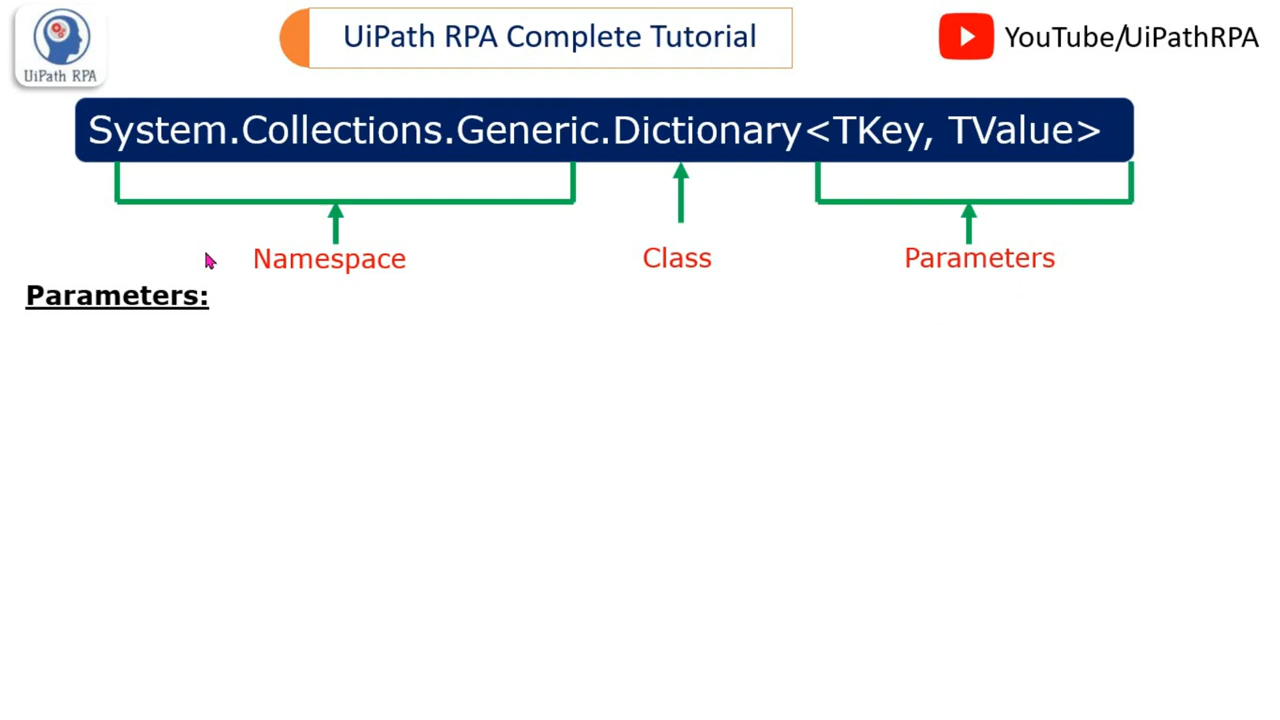 UiPath RPA
UiPath RPA Complete Tutorial
YouTube/UiPathRPA
System.Collections.Generic.Dictionary<TKey, TValue>
Namespace
Class
Parameters
Parameters: